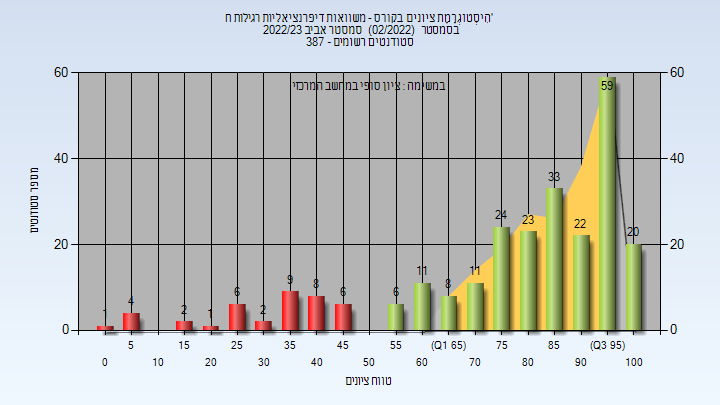 היסטוגרמת ציונים בקורס - משוואות דיפרנציאליות רגילות ח'
בסמסטר (02/2022) סמסטר אביב 2022/23
סטודנטים רשומים - 387
במשימה : ציון סופי במחשב המרכזי
60 60
40 40
20 20
0 0
מספר סטודנטים
1 4 2 1 6 2 9 8 6 6 11 8 11 24 23 33 22 59 20
5 15 25 35 45 55 (Q1 65) 75 85 (Q3 95)
0 10 20 30 40 50 60 70 80 90 100
טווח ציונים